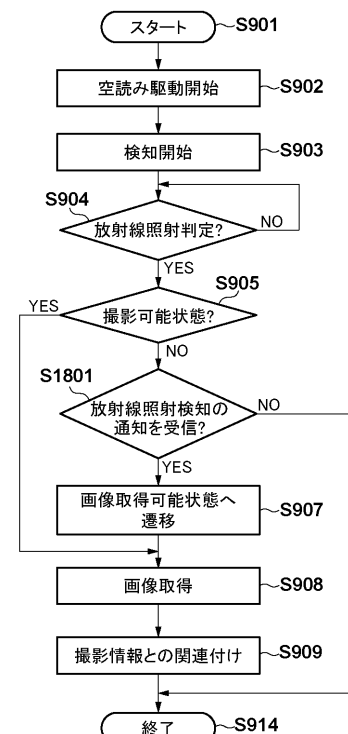 スタート
S901
空読み駆動開始
S902
検知開始
S903
S904
放射線照射判定?
NO
YES
S905
YES
撮影可能状態?
NO
S1801
放射線照射検知の
通知を受信?
NO
YES
画像取得可能状態へ
遷移
S907
画像取得
S908
撮影情報との関連付け
S909
終了
S914